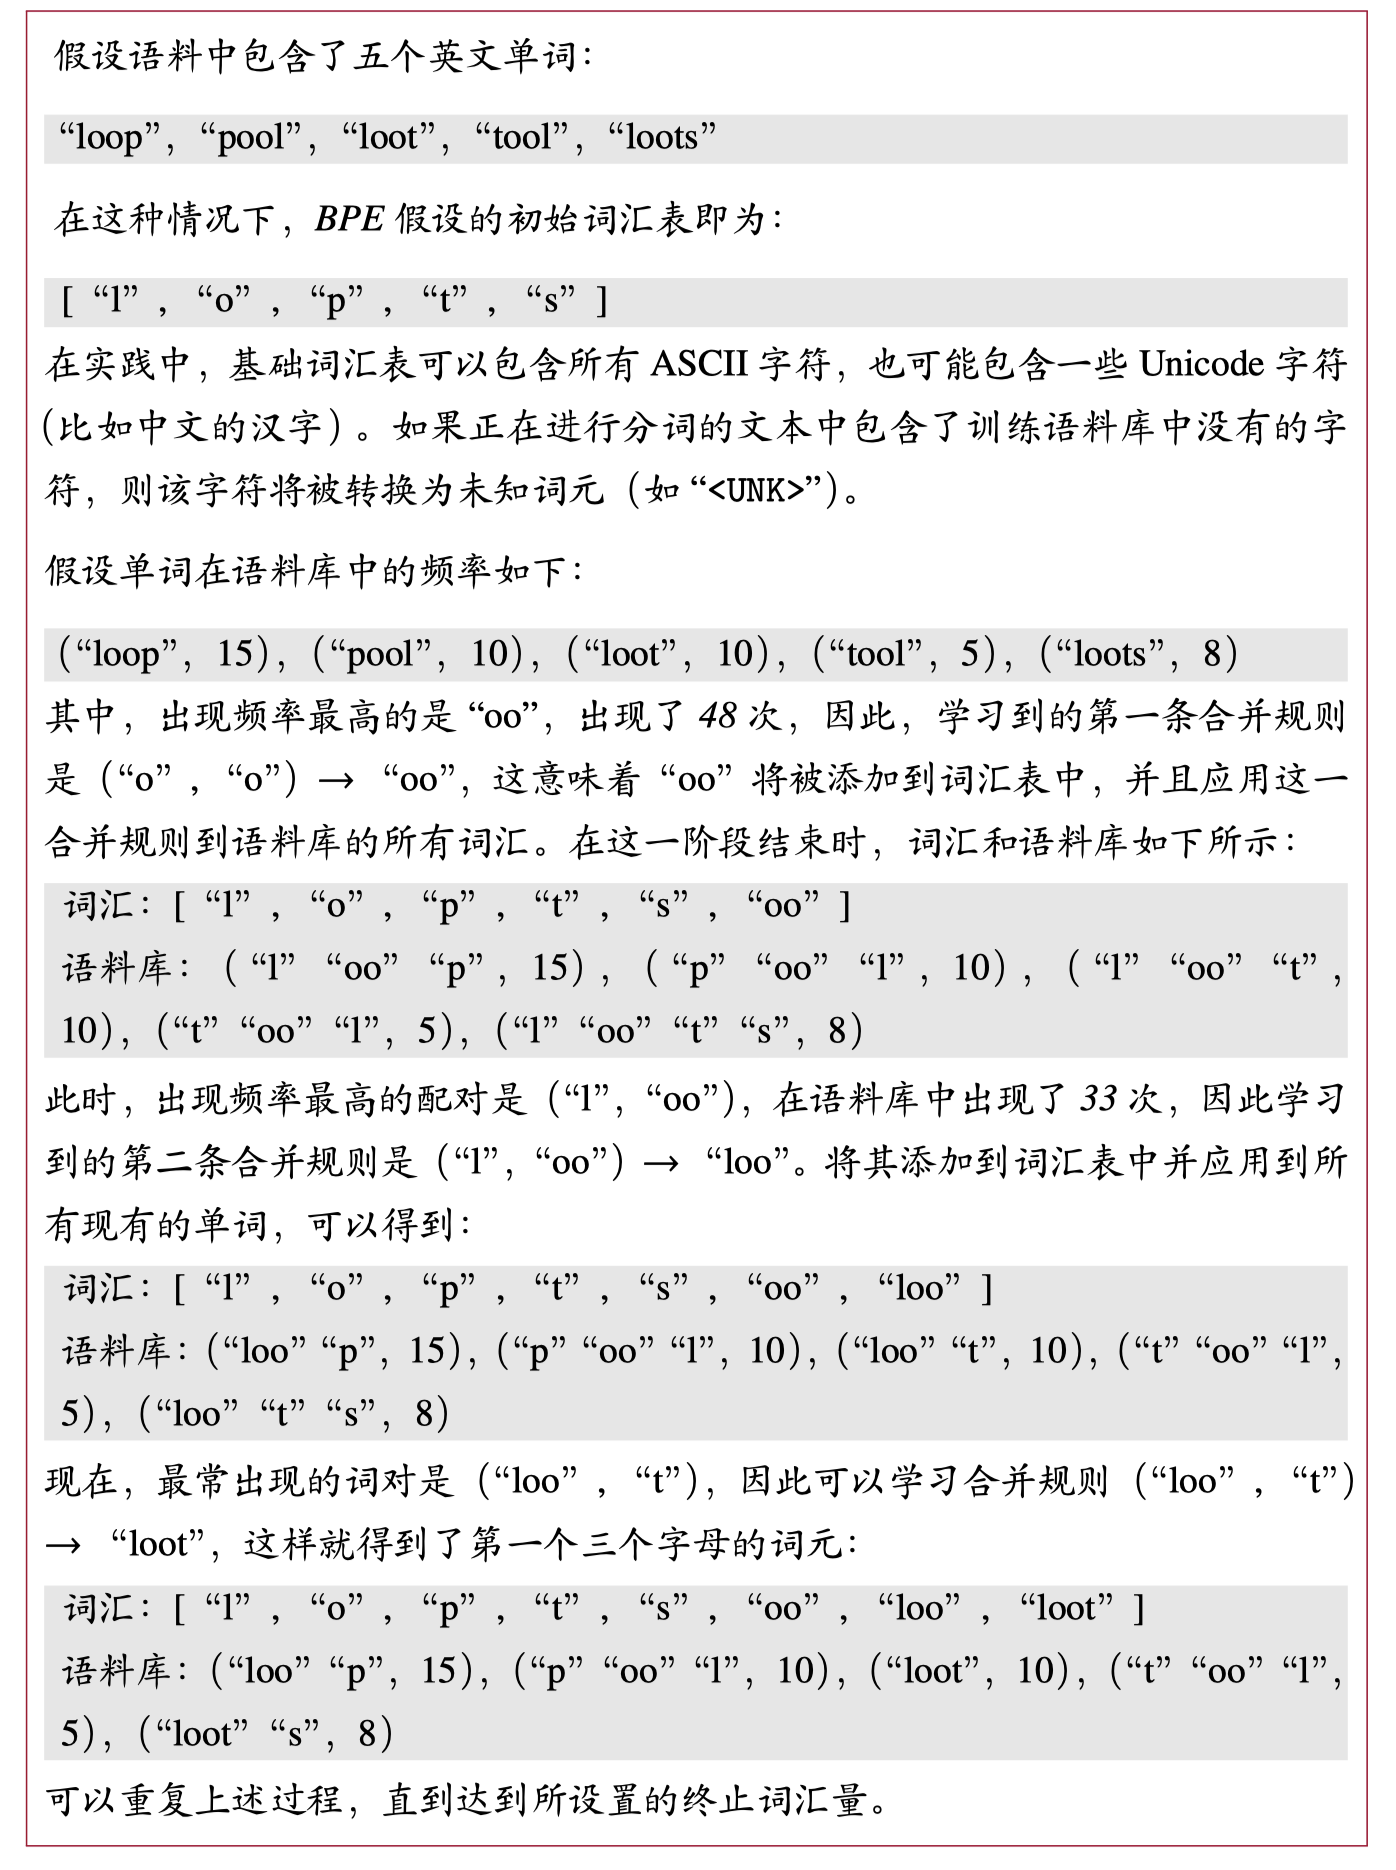 假设语料中包含了五个英文单词：
“loop”，“pool”，“loot”，“tool”，“loots”
在这种情况下，BPE 假设的初始词汇表即为：
[ “l” , “o” , “p” , “t” , “s” ]
在实践中，基础词汇表可以包含所有 ASCII 字符，也可能包含一些 Unicode 字符
（比如中文的汉字）。如果正在进行分词的文本中包含了训练语料库中没有的字
符，则该字符将被转换为未知词元（如 “<UNK>”）。
假设单词在语料库中的频率如下：
（“loop”，15），（“pool”，10），（“loot”，10），（“tool”，5），（“loots”，8）
其中，出现频率最高的是 “oo”，出现了 48 次，因此，学习到的第一条合并规则
是（“o” , “o”）→ “oo”，这意味着 “oo” 将被添加到词汇表中，并且应用这一
合并规则到语料库的所有词汇。在这一阶段结束时，词汇和语料库如下所示：
词汇：[ “l” , “o” , “p” , “t” , “s” , “oo” ]
语料库：（“l” “oo” “p”，15），（“p” “oo” “l”，10），（“l” “oo” “t”，
10），（“t” “oo” “l”，5），（“l” “oo” “t” “s”，8）
此时，出现频率最高的配对是（“l”，“oo”），在语料库中出现了 33 次，因此学习
到的第二条合并规则是（“l”，“oo”）→ “loo”。将其添加到词汇表中并应用到所
有现有的单词，可以得到：
词汇：[ “l” , “o” , “p” , “t” , “s” , “oo” , “loo” ]
语料库：（“loo” “p”，15），（“p” “oo” “l”，10），（“loo” “t”，10），（“t” “oo” “l”，
5），（“loo” “t” “s”，8）
现在，最常出现的词对是（“loo” , “t”），因此可以学习合并规则（“loo” , “t”）
→ “loot”，这样就得到了第一个三个字母的词元：
词汇：[ “l” , “o” , “p” , “t” , “s” , “oo” , “loo” , “loot” ]
语料库：（“loo” “p”，15），（“p” “oo” “l”，10），（“loot”，10），（“t” “oo” “l”，
5），（“loot” “s”，8）
可以重复上述过程，直到达到所设置的终止词汇量。